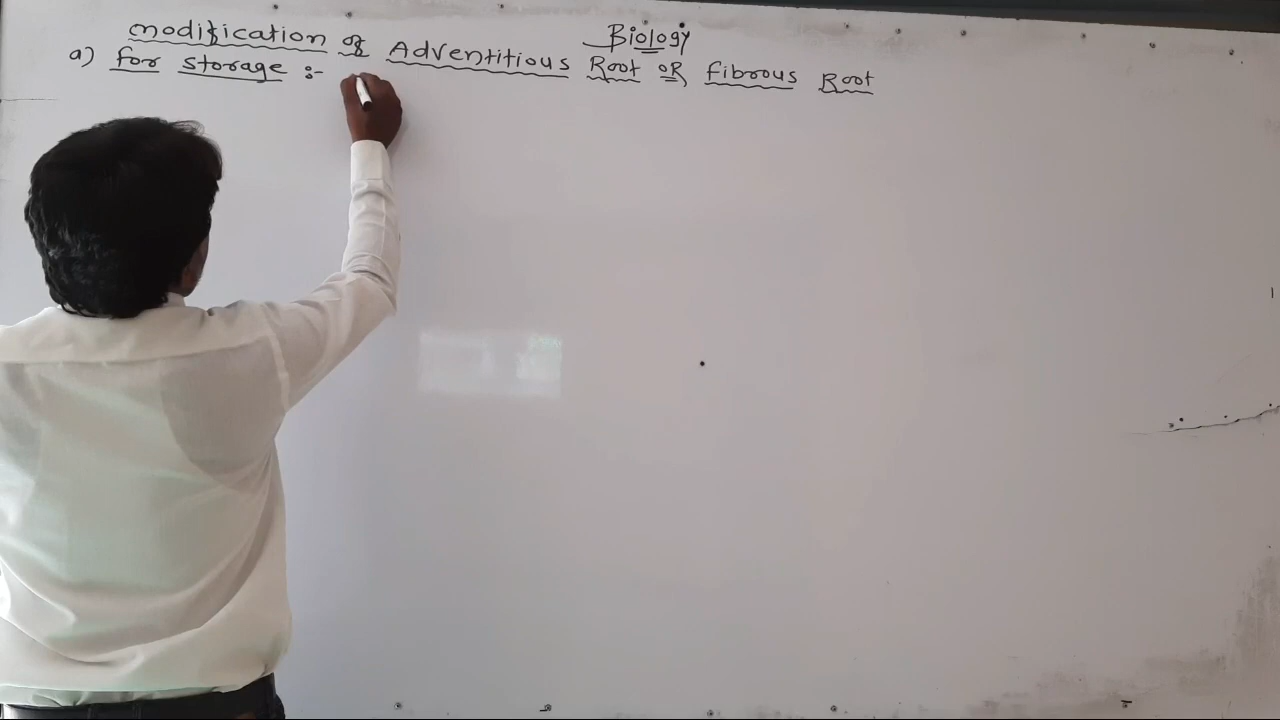 Biology
modification of Adventitious Root OR fibrous Root
a) for storage :-